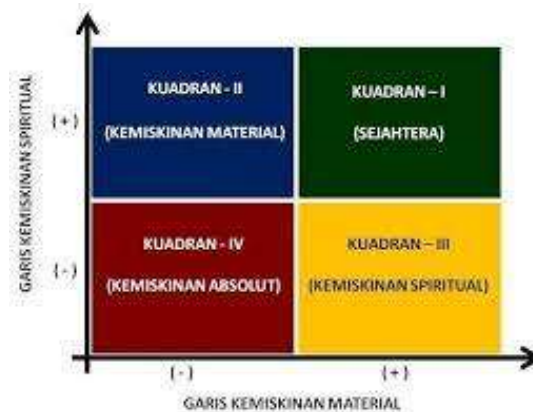 GARIS KEMISKINAN SPIRITUAL
(+)
(-)
KUADRAN - II
(KEMISKINAN MATERIAL)
KUADRAN – I
(SEJAHTERA)
KUADRAN - IV
(KEMISKINAN ABSOLUT)
KUADRAN – III
(KEMISKINAN SPIRITUAL)
(-)
(+)
GARIS KEMISKINAN MATERIAL